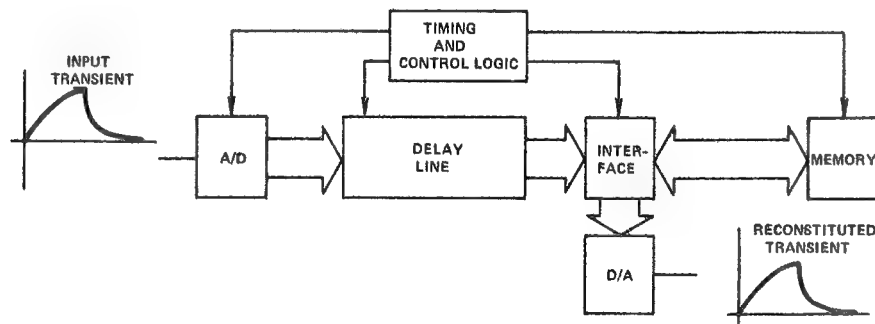 TIMING
AND
CONTROL LOGIC
INPUT
TRANSIENT
A/D
DELAY
LINE
INTER-
FACE
MEMORY
D/A
RECONSTITUTED
TRANSIENT